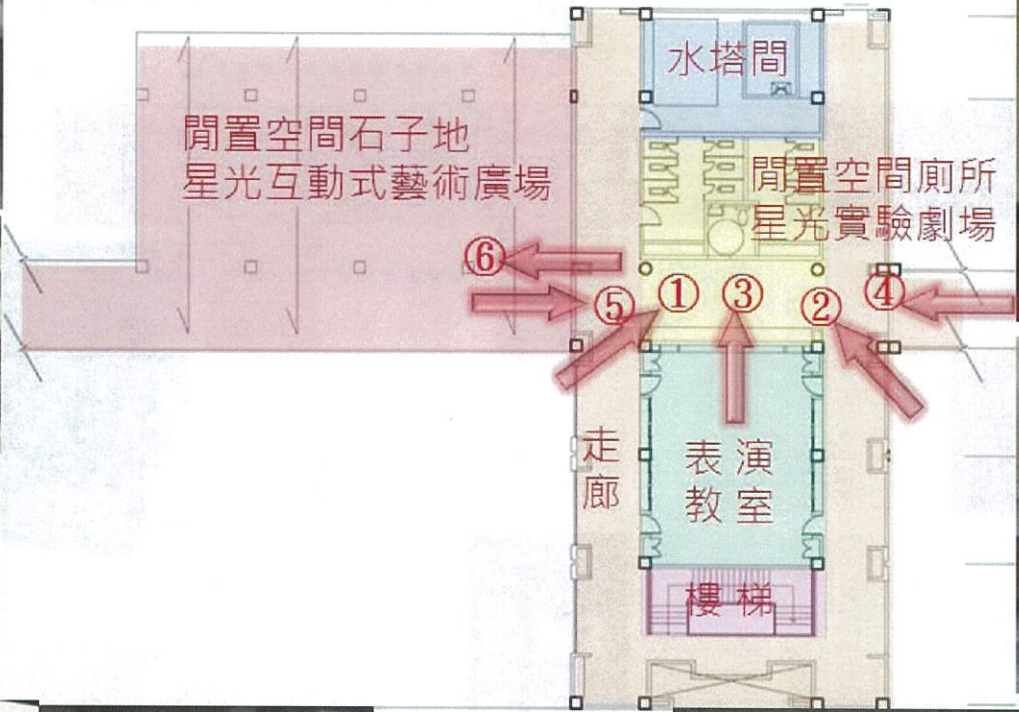 水塔間
閒置空間石子地
星光互動式藝術廣場
閒置空間廁所
星光實驗劇場
⑥
⑤
①
③
②
④
走廊
表演
教室
樓梯